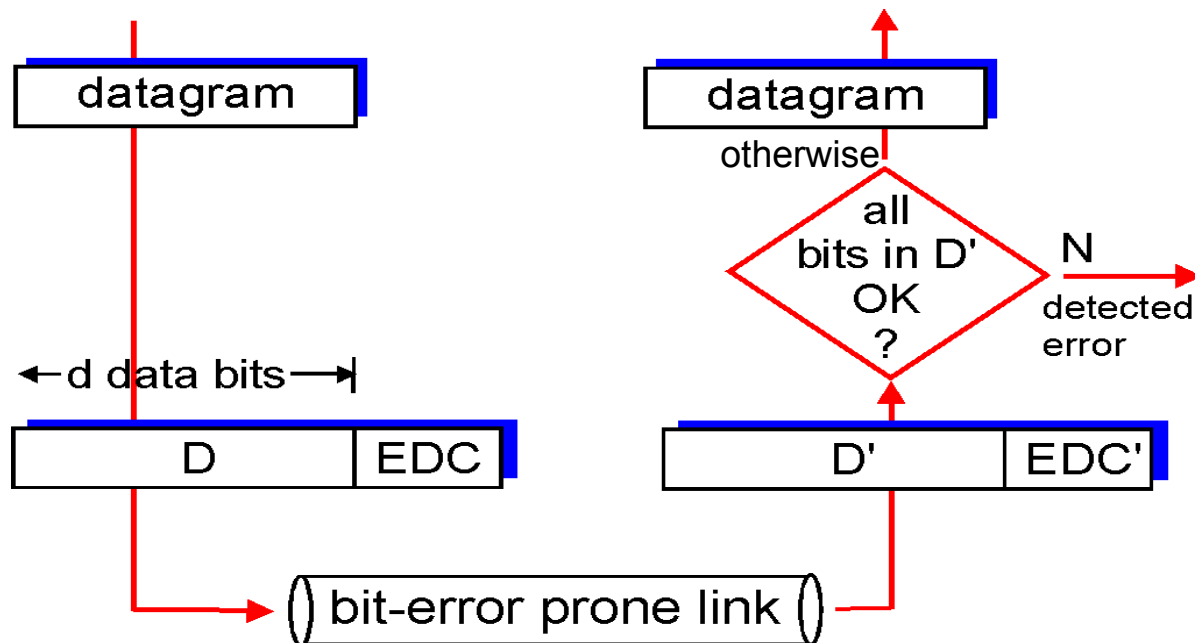 datagram
d data bits
D
EDC
bit-error prone link
datagram
otherwise
all
bits in D'
OK
?
N
detected
error
D'
EDC'